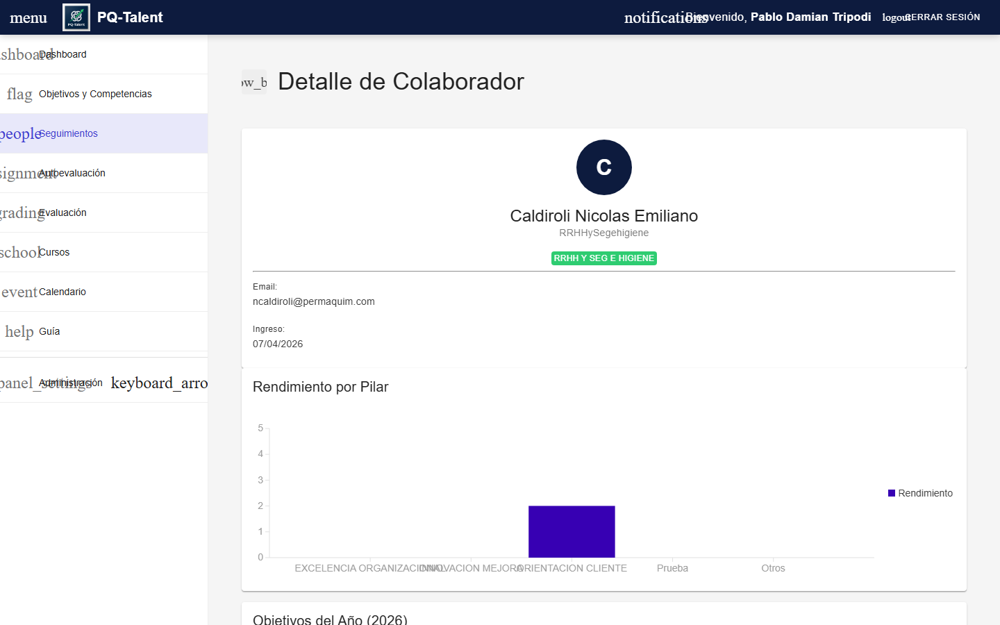 menu PQ-Talent PQ-Talent notifications Bienvenido, Pablo Damian Tripodi logout CERRAR SESIÓN
Dashboard
flag Objetivos y Competencias
people Seguimientos
Autoevaluación
grading Evaluación
school Cursos
event Calendario
help Guía
panel_settings Administración keyboard_arro
ow_b Detalle de Colaborador
C
Caldiroli Nicolas Emiliano
RRHHySegehigiene
RRHH Y SEG E HIGIENE
Email:
ncaldiroli@permaquim.com
Ingreso:
07/04/2026
Rendimiento por Pilar
5
4
3
2
1
0
Rendimiento
EXCELENCIA ORGANIZACIONAL INNOVACION MEJORA ORIENTACION CLIENTE Prueba Otros
Objetivos del Año (2026)